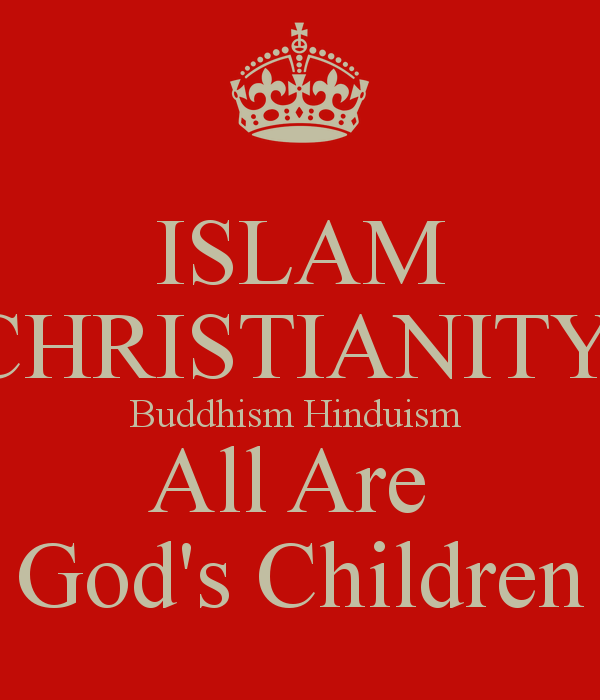 ISLAM
CHRISTIANITY
Buddhism Hinduism
All Are
God's Children